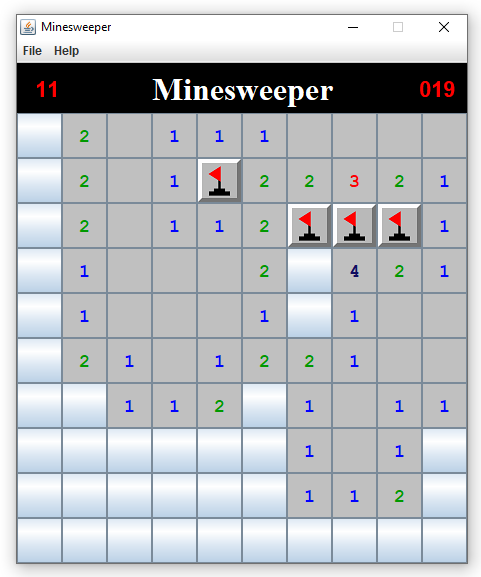 Minesweeper
File Help
11 Minesweeper 019
2 1 1 1
2 1 2 2 3 2 1
2 1 1 2 1
1 2 4 2 1
1 1 1
2 1 1 2 2 1
1 1 2 1 1 1
1 1
1 1 2